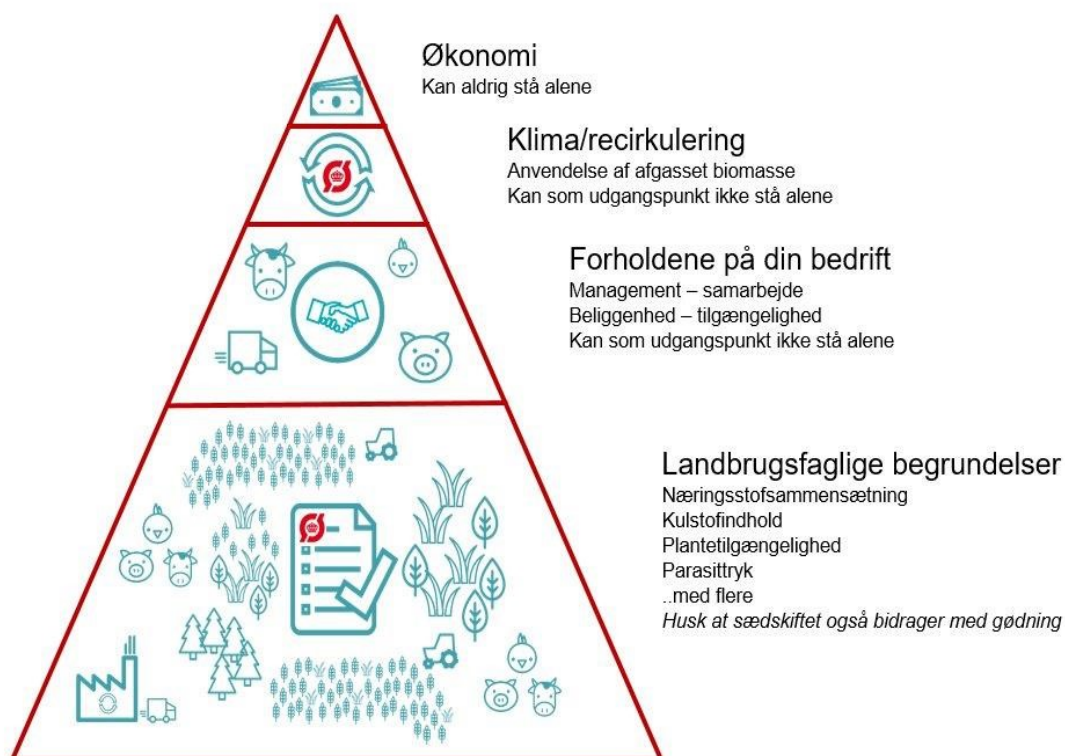 Økonomi
Kan aldrig stå alene
Klima/recirkulering
Anvendelse af afgasset biomasse
Kan som udgangspunkt ikke stå alene
Forholdene på din bedrift
Management – samarbejde
Beliggenhed – tilgængelighed
Kan som udgangspunkt ikke stå alene
Landbrugsfaglige begrundelser
Næringsstofsammensætning
Kulstofindhold
Plantetilgængelighed
Parasittryk
..med flere
Husk at sædskiftet også bidrager med gødning